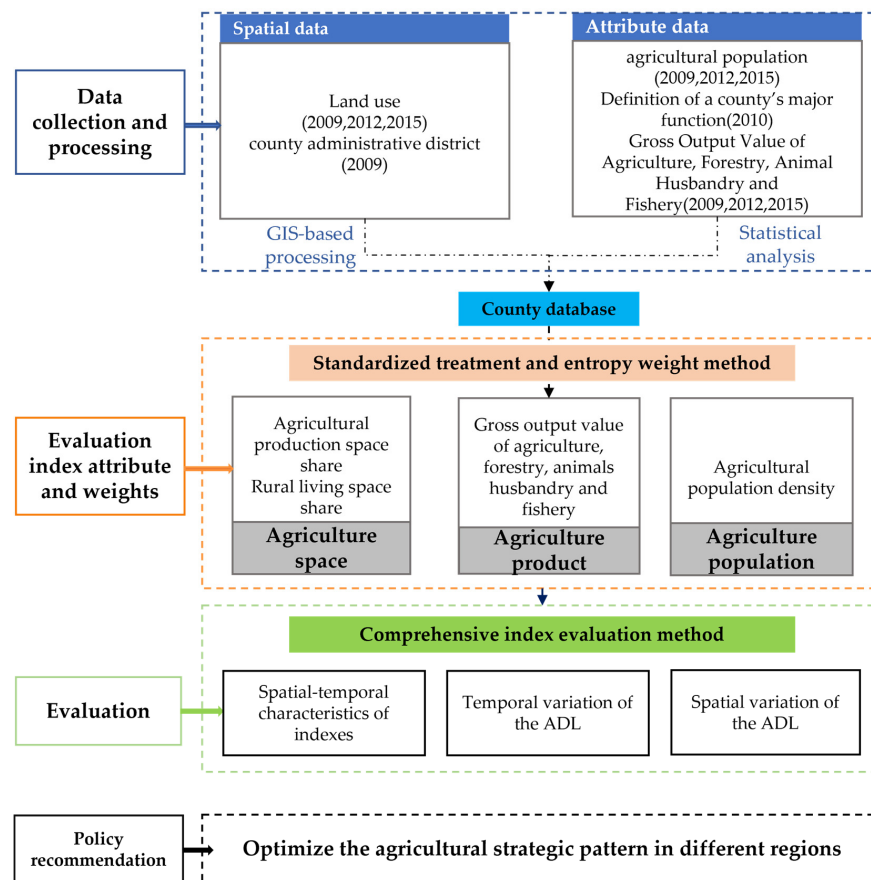 Spatial data
Attribute data
Data
collection and
processing
Land use
(2009,2012,2015)
county administrative district
(2009)
agricultural population
(2009,2012,2015)
Definition of a county's major
function(2010)
Gross Output Value of
Agriculture, Forestry, Animal
Husbandry and
Fishery(2009,2012,2015)
GIS-based
processing
Statistical
analysis
County database
Standardized treatment and entropy weight method
Evaluation
index attribute
and weights
Agricultural
production space
share
Rural living space
share
Agriculture
space
Gross output value
of agriculture,
forestry, animals
husbandry and
fishery
Agriculture
product
Agricultural
population density
Agriculture
population
Comprehensive index evaluation method
Evaluation
Spatial-temporal
characteristics of
indexes
Temporal variation of
the ADL
Spatial variation of
the ADL
Policy
recommendation
Optimize the agricultural strategic pattern in different regions